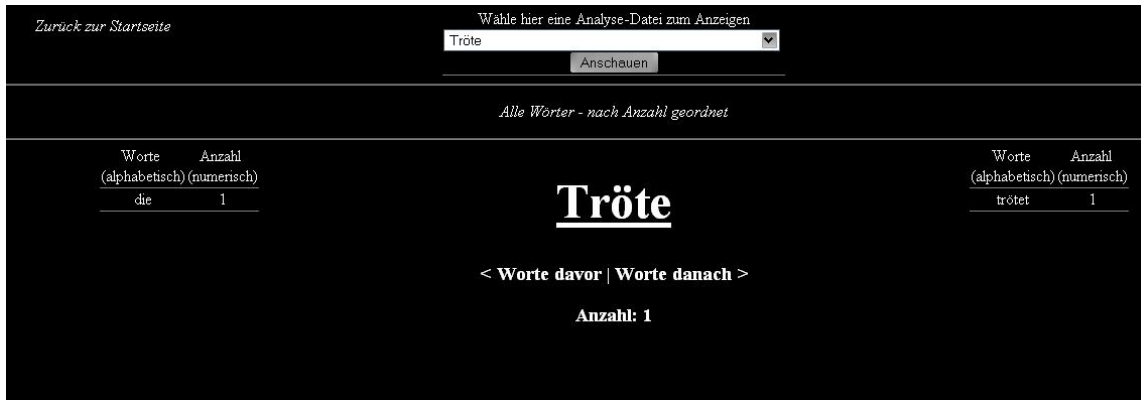 Zurück zur Startseite
Wähle hier eine Analyse-Datei zum Anzeigen
Tröte
Anschauen
Alle Wörter - nach Anzahl geordnet
Worte Anzahl
(alphabetisch) (numerisch)
die 1
Tröte
< Worte davor | Worte danach >
Anzahl: 1
Worte Anzahl
(alphabetisch) (numerisch)
trötet 1